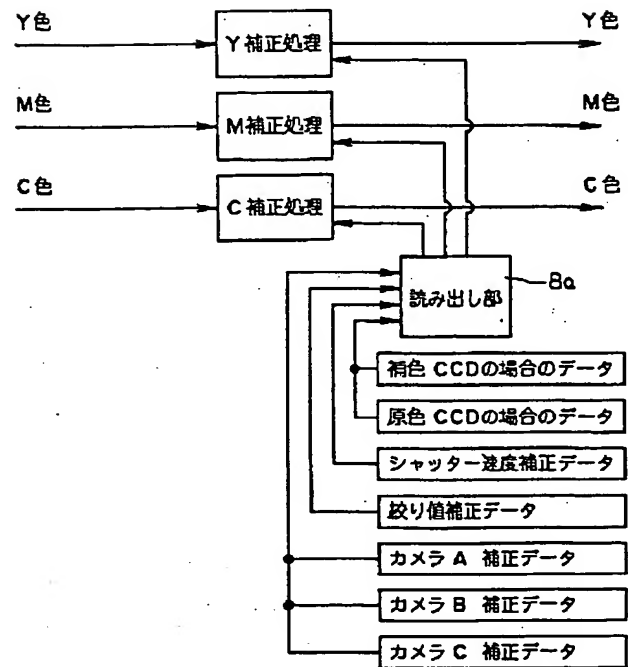 Y色
Y補正処理
Y色
M色
M補正処理
M色
C色
C補正処理
C色
読み出し部
8a
補色 CCDの場合のデータ
原色 CCDの場合のデータ
シャッター速度補正データ
絞り値補正データ
カメラ A 補正データ
カメラ B 補正データ
カメラ C 補正データ